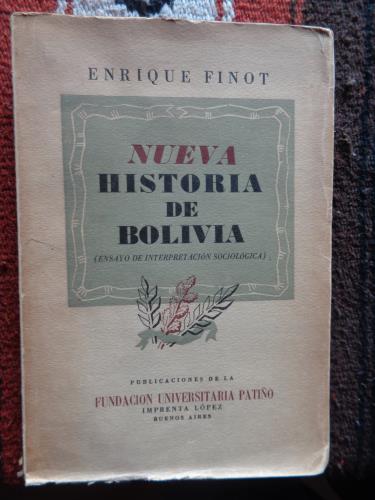 ENRIQUE FINOT
NUEVA
HISTORIA
DE
BOLIVIA
(ENSAYO DE INTERPRETACIÓN SOCIOLÓGICA)
PUBLICACIONES DE LA
FUNDACION UNIVERSITARIA PATIÑO
IMPRENTA LÓPEZ
BUENOS AIRES